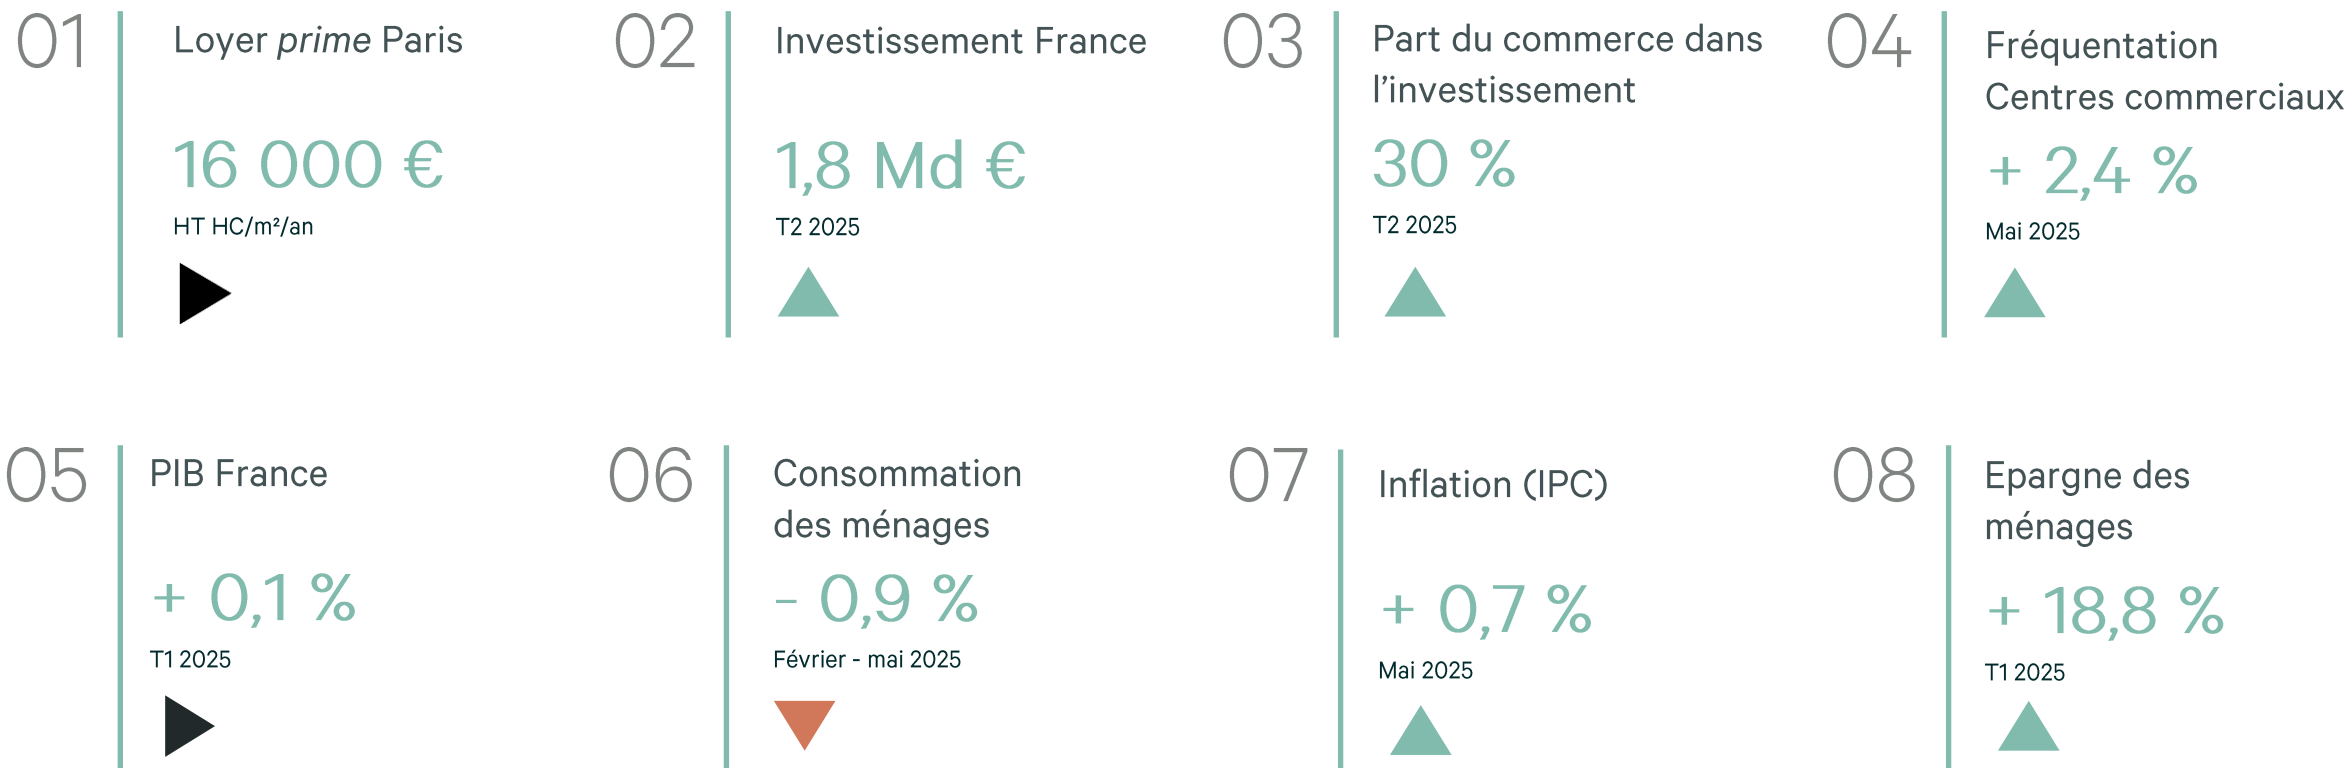 01
Loyer prime Paris
16 000 €
HT HC/m²/an
02
Investissement France
1,8 Md €
T2 2025
03
Part du commerce dans
l’investissement
30 %
T2 2025
04
Fréquentation
Centres commerciaux
+ 2,4 %
Mai 2025
05
PIB France
+ 0,1 %
T1 2025
06
Consommation
des ménages
- 0,9 %
Février - mai 2025
07
Inflation (IPC)
+ 0,7 %
Mai 2025
08
Epargne des
ménages
+ 18,8 %
T1 2025